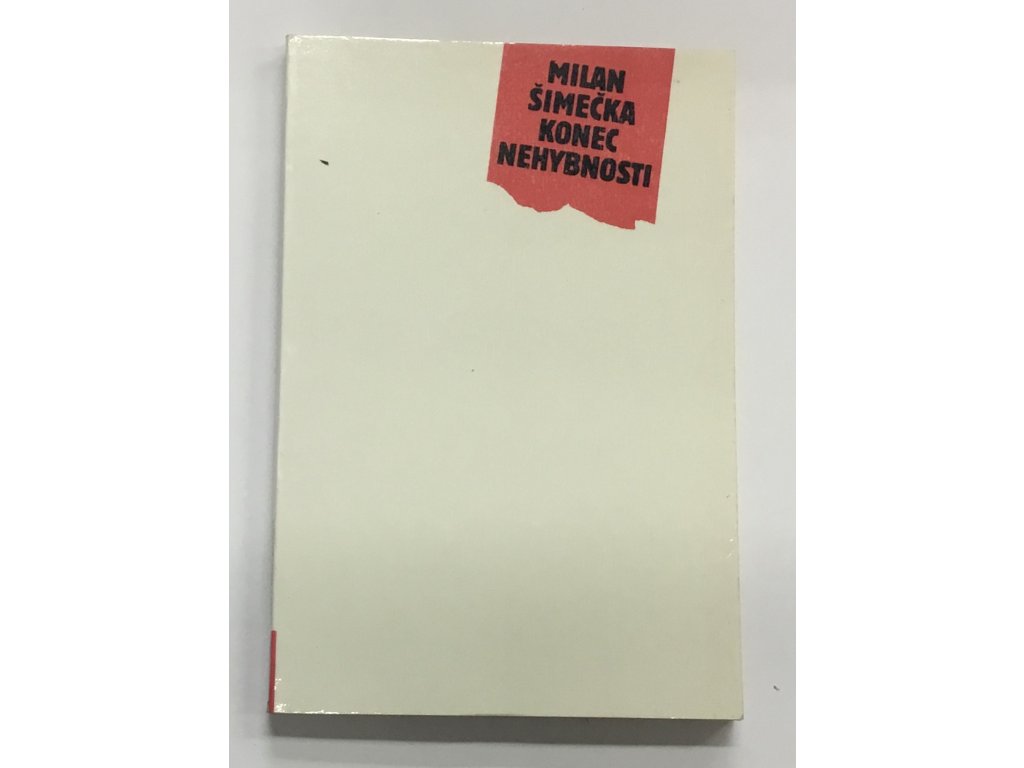 MILAN
ŠIMEČKA
KONEC
NEHYBNOSTI